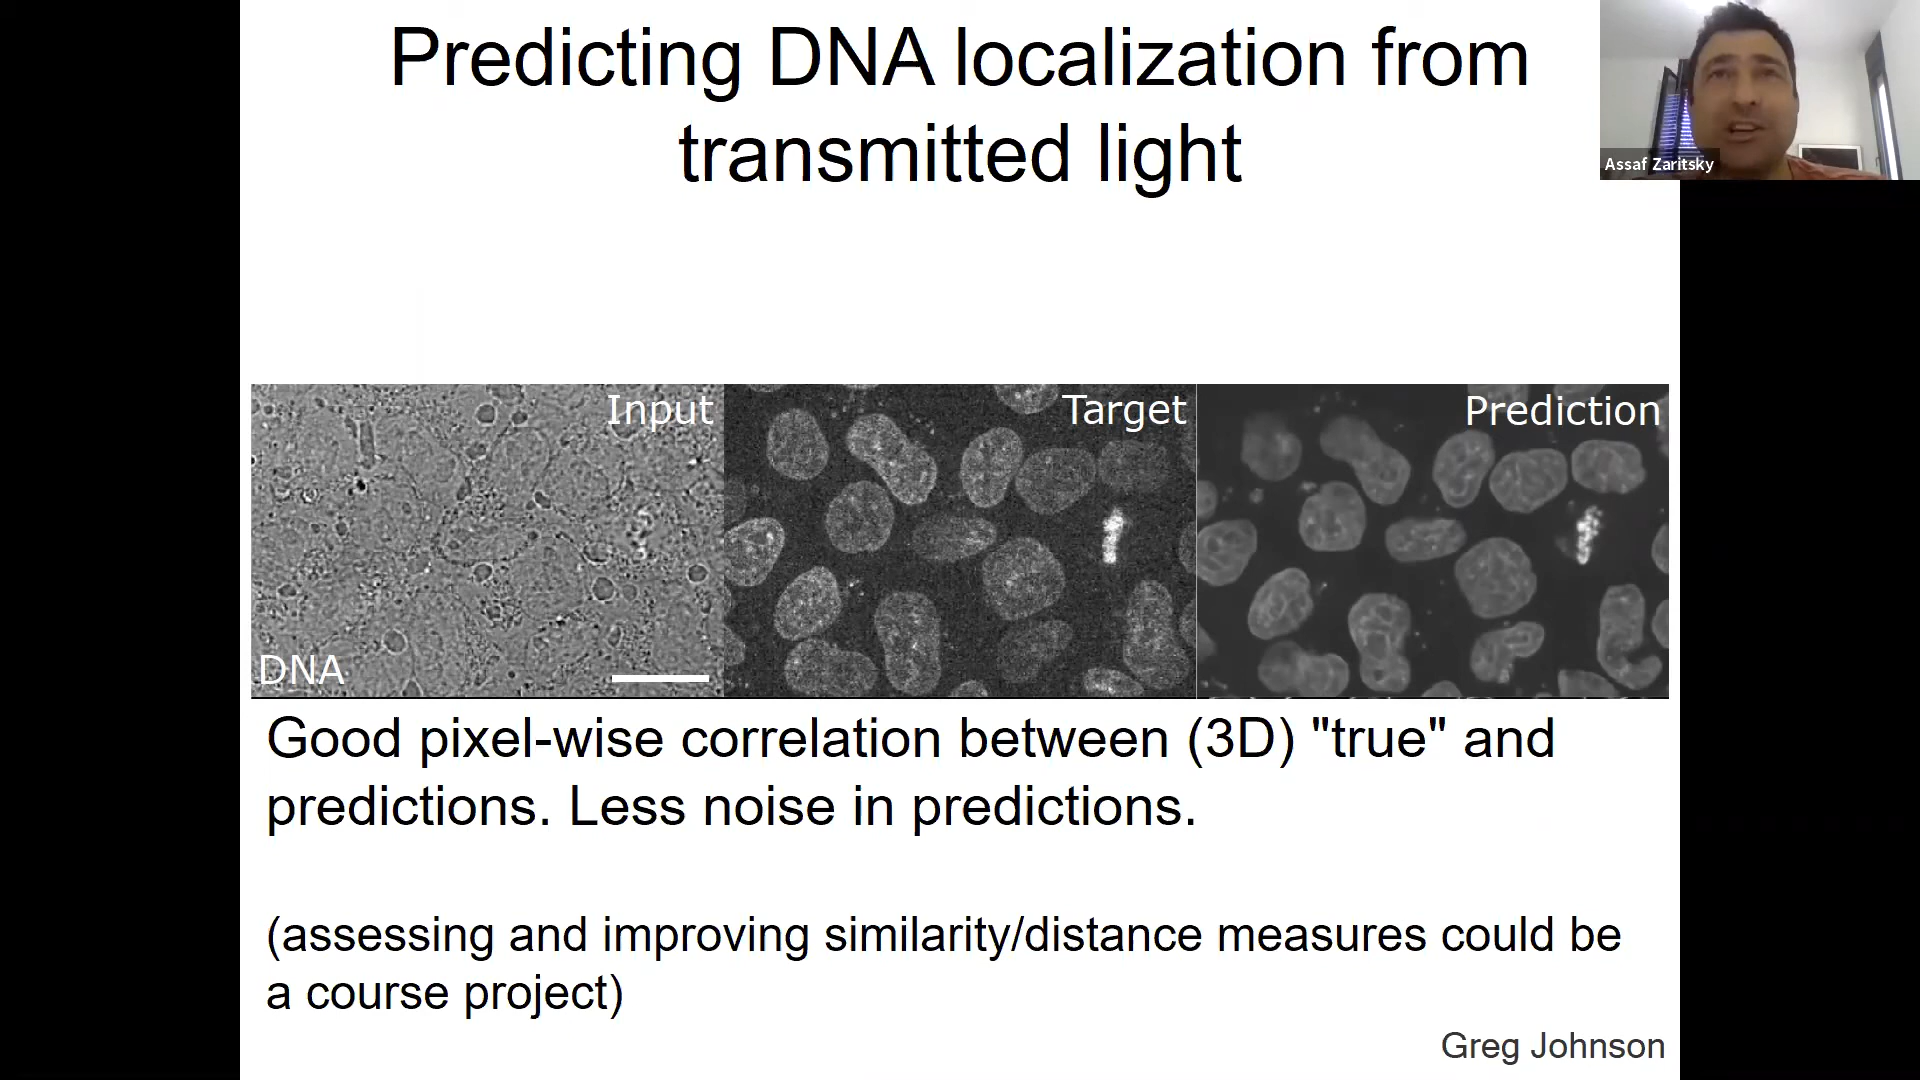 Predicting DNA localization from
transmitted light
Assaf Zaritsky
Input
Target
Prediction
DNA
Good pixel-wise correlation between (3D) "true" and
predictions. Less noise in predictions.
(assessing and improving similarity/distance measures could be
a course project)
Greg Johnson